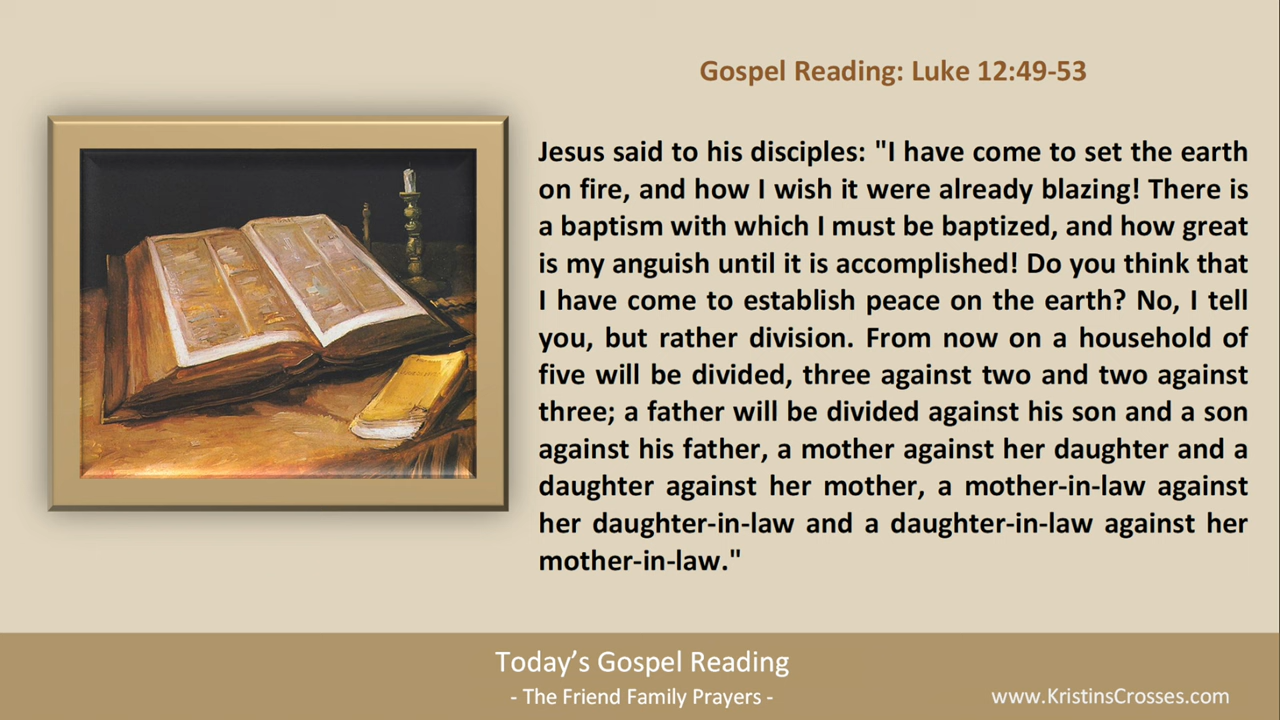 Gospel Reading: Luke 12:49-53
Jesus said to his disciples: "I have come to set the earth
on fire, and how I wish it were already blazing! There is
a baptism with which I must be baptized, and how great
is my anguish until it is accomplished! Do you think that
I have come to establish peace on the earth? No, I tell
you, but rather division. From now on a household of
five will be divided, three against two and two against
three; a father will be divided against his son and a son
against his father, a mother against her daughter and a
daughter against her mother, a mother-in-law against
her daughter-in-law and a daughter-in-law against her
mother-in-law."
Today’s Gospel Reading
- The Friend Family Prayers -
www.KristinsCrosses.com